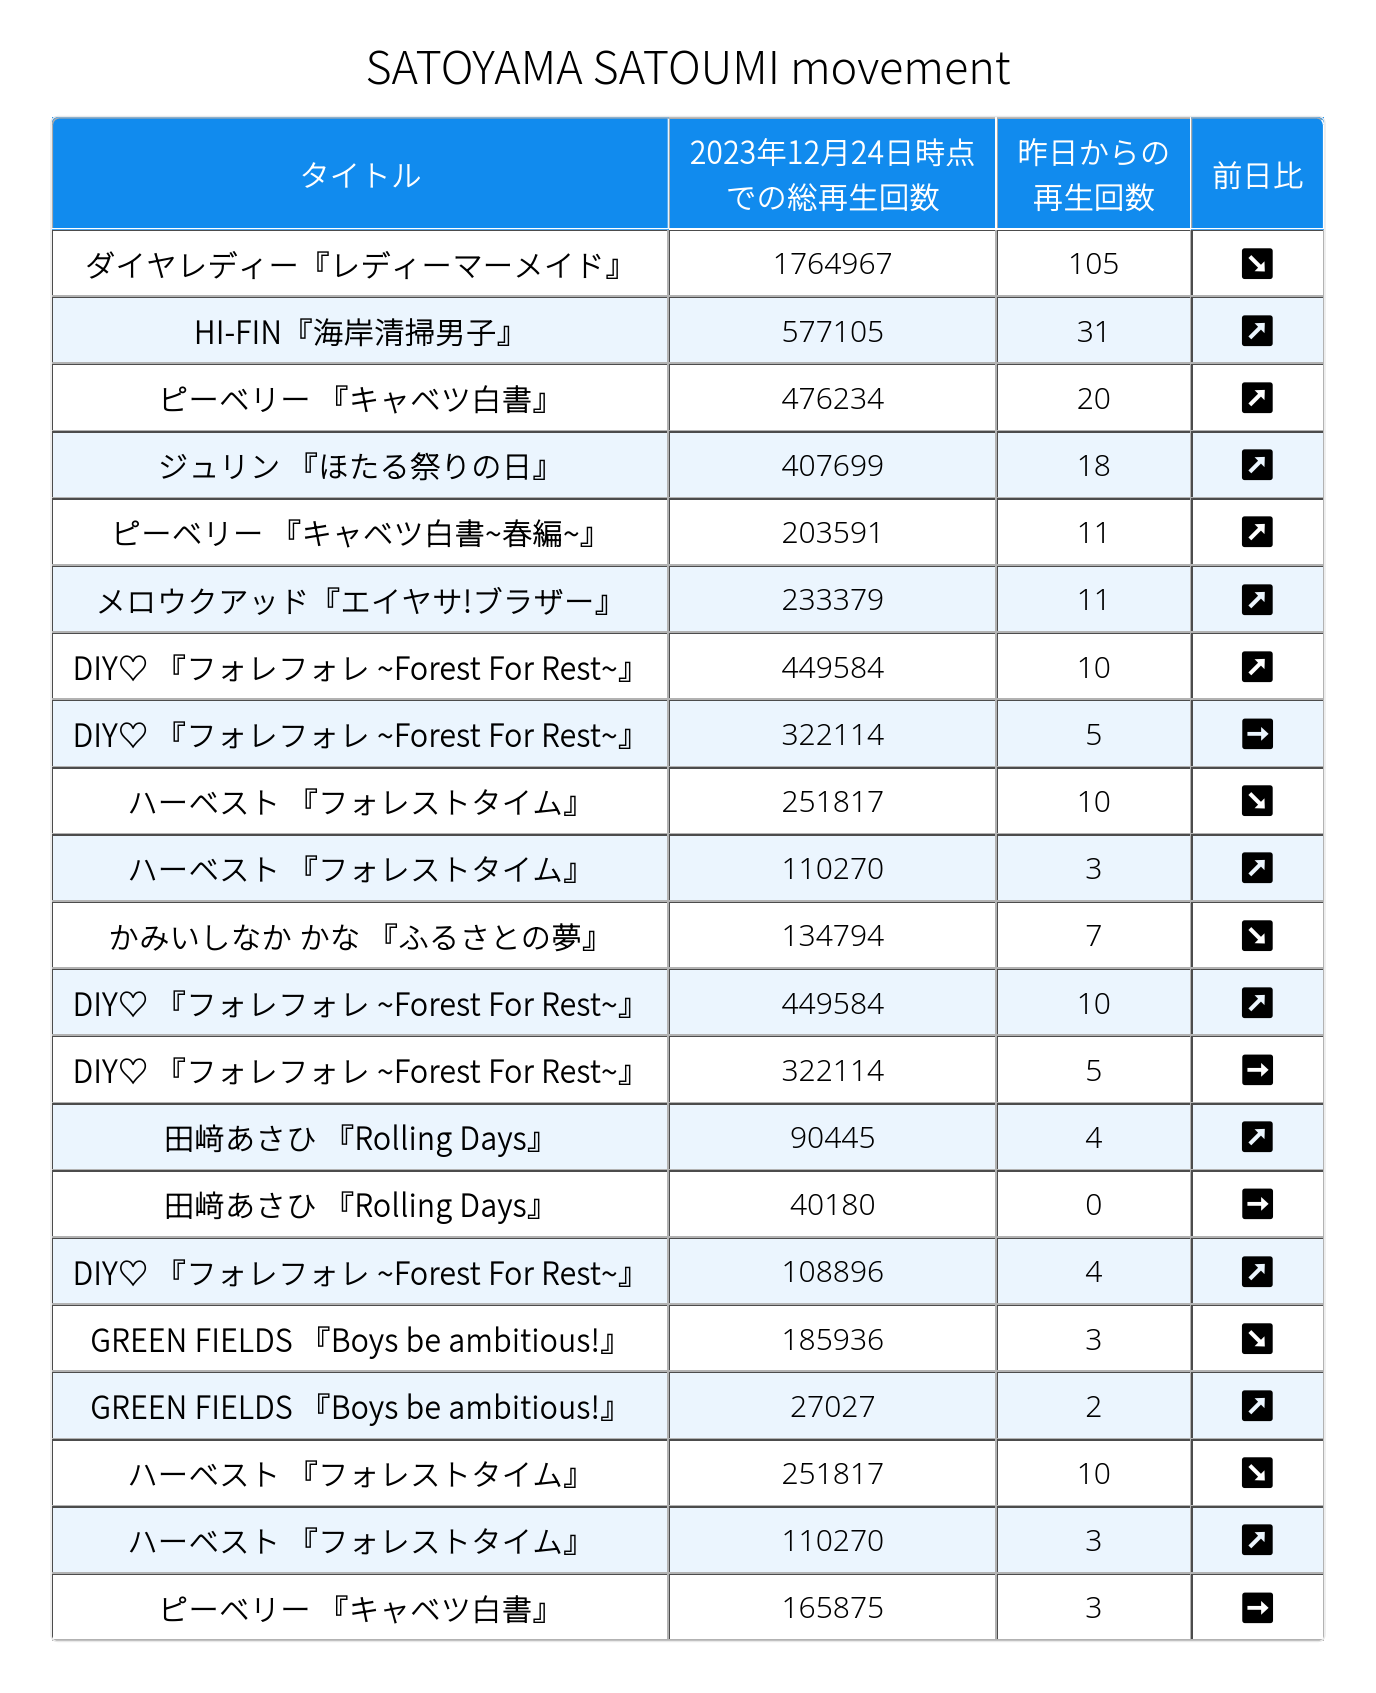 SATOYAMA SATOUMI movement
タイトル 2023年12月24日時点での総再生回数 昨日からの再生回数 前日比
ダイヤレディー『レディーマーメイド』 1764967 105 ↘
HI-FIN『海岸清掃男子』 577105 31 ↗
ピーベリー 『キャベツ白書』 476234 20 ↗
ジュリン 『ほたる祭りの日』 407699 18 ↗
ピーベリー 『キャベツ白書~春編~』 203591 11 ↗
メロウクアッド『エイヤサ!ブラザー』 233379 11 ↗
DIY♡ 『フォレフォレ ~Forest For Rest~』 449584 10 ↗
DIY♡ 『フォレフォレ ~Forest For Rest~』 322114 5 →
ハーベスト 『フォレストタイム』 251817 10 ↘
ハーベスト 『フォレストタイム』 110270 3 ↗
かみいしなか かな 『ふるさとの夢』 134794 7 ↘
DIY♡ 『フォレフォレ ~Forest For Rest~』 449584 10 ↗
DIY♡ 『フォレフォレ ~Forest For Rest~』 322114 5 →
田﨑あさひ 『Rolling Days』 90445 4 ↗
田﨑あさひ 『Rolling Days』 40180 0 →
DIY♡ 『フォレフォレ ~Forest For Rest~』 108896 4 ↗
GREEN FIELDS 『Boys be ambitious!』 185936 3 ↘
GREEN FIELDS 『Boys be ambitious!』 27027 2 ↗
ハーベスト 『フォレストタイム』 251817 10 ↘
ハーベスト 『フォレストタイム』 110270 3 ↗
ピーベリー 『キャベツ白書』 165875 3 →